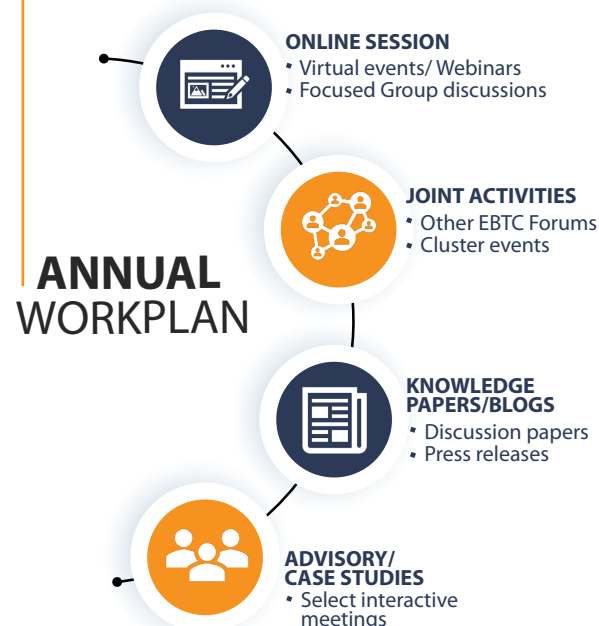 ONLINE SESSION
Virtual events/ Webinars
Focused Group discussions
JOINT ACTIVITIES
Other EBTC Forums
Cluster events
ANNUAL
WORKPLAN
KNOWLEDGE
PAPERS/BLOGS
Discussion papers
Press releases
ADVISORY/
CASE STUDIES
Select interactive
meetings